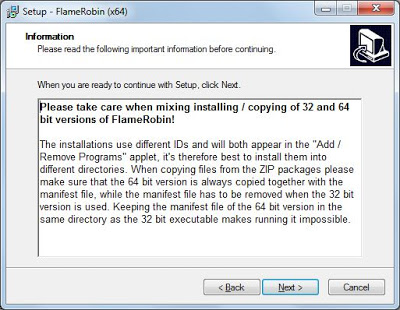 Setup - FlameRobin (x64)
Information
Please read the following important information before continuing.
When you are ready to continue with Setup, click Next.
Please take care when mixing installing / copying of 32 and 64
bit versions of FlameRobin!
The installations use different IDs and will both appear in the "Add /
Remove Programs" applet, it's therefore best to install them into
different directories. When copying files from the ZIP packages please
make sure that the 64 bit version is always copied together with the
manifest file, while the manifest file has to be removed when the 32 bit
version is used. Keeping the manifest file of the 64 bit version in the
same directory as the 32 bit executable makes running it impossible.
< Back
Next >
Cancel